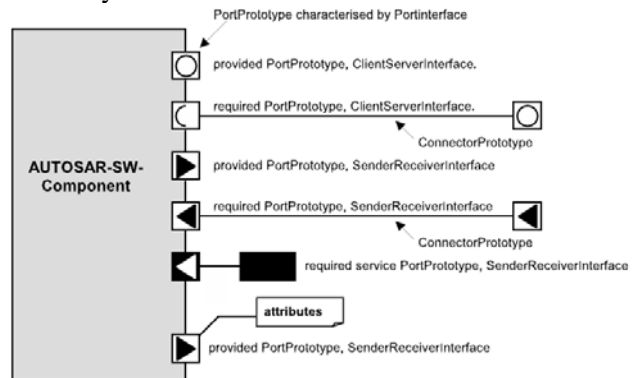 PortPrototype characterised by Portinterface
provided PortPrototype, ClientServerInterface.
required PortPrototype, ClientServerInterface.
ConnectorPrototype
AUTOSAR-SW-
Component
provided PortPrototype, SenderReceiverInterface
required PortPrototype, SenderReceiverInterface
ConnectorPrototype
required service PortPrototype, SenderReceiverInterface
attributes
provided PortPrototype, SenderReceiverInterface